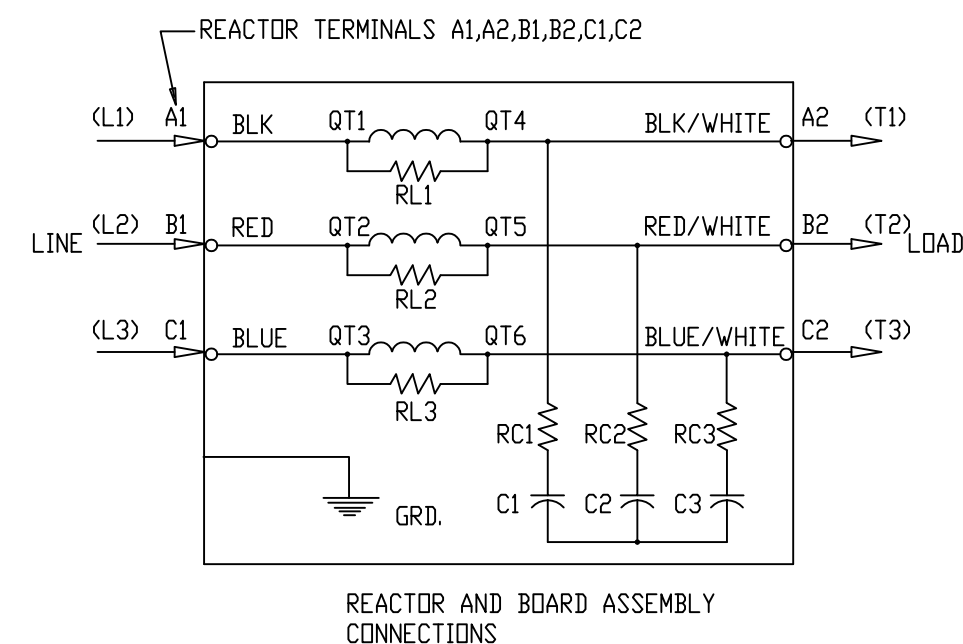 REACTOR TERMINALS A1,A2,B1,B2,C1,C2
(L1) A1 BLK QT1 QT4 BLK/WHITE A2 (T1)
RL1
(L2) B1 RED QT2 QT5 RED/WHITE B2 (T2)
LINE LOAD
RL2
(L3) C1 BLUE QT3 QT6 BLUE/WHITE C2 (T3)
RL3
RC1 RC2 RC3
C1 C2 C3
GRD.
REACTOR AND BOARD ASSEMBLY
CONNECTIONS